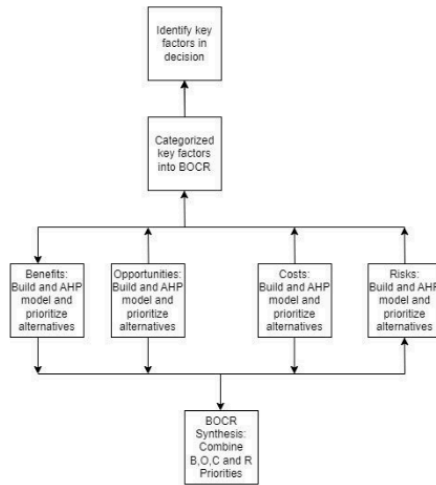 Identify key
factors in
decision
Categorized
key factors
into BOCR
Benefits:
Build and AHP
model and
prioritize
alternatives
Opportunities:
Build and AHP
model and
prioritize
alternatives
Costs:
Build and AHP
model and
prioritize
alternatives
Risks:
Build and AHP
model and
prioritize
alternatives
BOCR
Synthesis:
Combine
B,O,C and R
Priorities